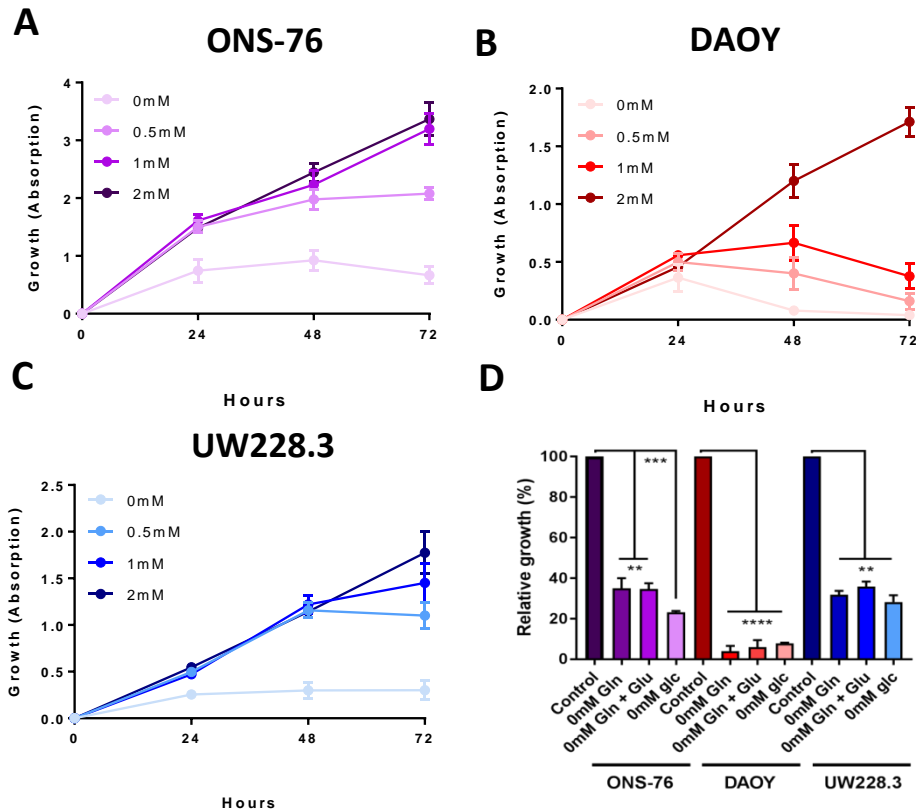 A
ONS-76
Growth (Absorption)
4
3
2
1
0
0mM
0.5mM
1mM
2mM
0 24 48 72
Hours
B
DAOY
Growth (Absorption)
2.0
1.5
1.0
0.5
0.0
0mM
0.5mM
1mM
2mM
0 24 48 72
Hours
C
UW228.3
Growth (Absorption)
2.5
2.0
1.5
1.0
0.5
0.0
0mM
0.5mM
1mM
2mM
0 24 48 72
Hours
D
Relative growth (%)
100
80
60
40
20
0
***
**
****
**
Control
0mM Gln
0mM Gln + Glu
0mM glc
Control
0mM Gln
0mM Gln + Glu
0mM glc
Control
0mM Gln
0mM Gln + Glu
0mM glc
ONS-76 DAOY UW228.3